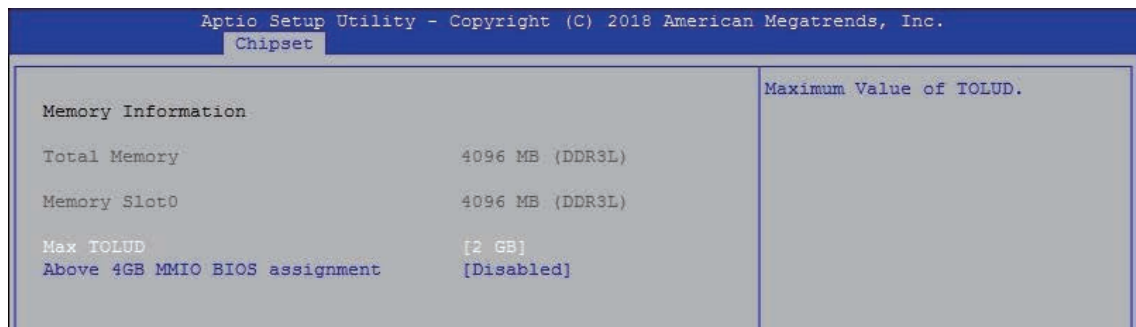 Aptio Setup Utility - Copyright (C) 2018 American Megatrends, Inc.
Chipset
Memory Information
Total Memory 4096 MB (DDR3L)
Memory Slot0 4096 MB (DDR3L)
Max TOLUD [2 GB]
Above 4GB MMIO BIOS assignment [Disabled]
Maximum Value of TOLUD.